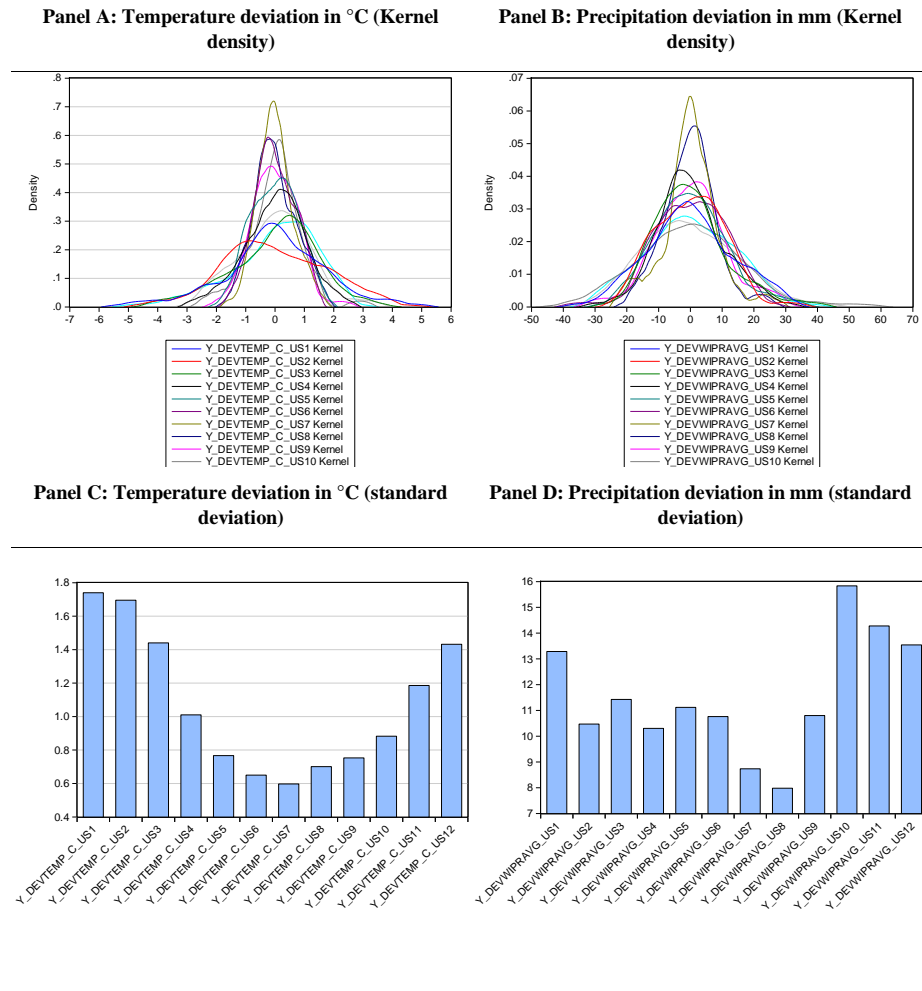 Panel A: Temperature deviation in °C (Kernel
density)
Panel B: Precipitation deviation in mm (Kernel
density)
.8
.7
.6
.5
.4
.3
.2
.1
.0
Density
-7 -6 -5 -4 -3 -2 -1 0 1 2 3 4 5 6
Y_DEVTEMP_C_US1 Kernel
Y_DEVTEMP_C_US2 Kernel
Y_DEVTEMP_C_US3 Kernel
Y_DEVTEMP_C_US4 Kernel
Y_DEVTEMP_C_US5 Kernel
Y_DEVTEMP_C_US6 Kernel
Y_DEVTEMP_C_US7 Kernel
Y_DEVTEMP_C_US8 Kernel
Y_DEVTEMP_C_US9 Kernel
Y_DEVTEMP_C_US10 Kernel
.07
.06
.05
.04
.03
.02
.01
.00
Density
-50 -40 -30 -20 -10 0 10 20 30 40 50 60 70
Y_DEVWIPRAVG_US1 Kernel
Y_DEVWIPRAVG_US2 Kernel
Y_DEVWIPRAVG_US3 Kernel
Y_DEVWIPRAVG_US4 Kernel
Y_DEVWIPRAVG_US5 Kernel
Y_DEVWIPRAVG_US6 Kernel
Y_DEVWIPRAVG_US7 Kernel
Y_DEVWIPRAVG_US8 Kernel
Y_DEVWIPRAVG_US9 Kernel
Y_DEVWIPRAVG_US10 Kernel
Panel C: Temperature deviation in °C (standard
deviation)
Panel D: Precipitation deviation in mm (standard
deviation)
1.8
1.6
1.4
1.2
1.0
0.8
0.6
0.4
Y_DEVTEMP_C_US1
Y_DEVTEMP_C_US2
Y_DEVTEMP_C_US3
Y_DEVTEMP_C_US4
Y_DEVTEMP_C_US5
Y_DEVTEMP_C_US6
Y_DEVTEMP_C_US7
Y_DEVTEMP_C_US8
Y_DEVTEMP_C_US9
Y_DEVTEMP_C_US10
Y_DEVTEMP_C_US11
Y_DEVTEMP_C_US12
16
15
14
13
12
11
10
9
8
7
Y_DEVWIPRAVG_US1
Y_DEVWIPRAVG_US2
Y_DEVWIPRAVG_US3
Y_DEVWIPRAVG_US4
Y_DEVWIPRAVG_US5
Y_DEVWIPRAVG_US6
Y_DEVWIPRAVG_US7
Y_DEVWIPRAVG_US8
Y_DEVWIPRAVG_US9
Y_DEVWIPRAVG_US10
Y_DEVWIPRAVG_US11
Y_DEVWIPRAVG_US12